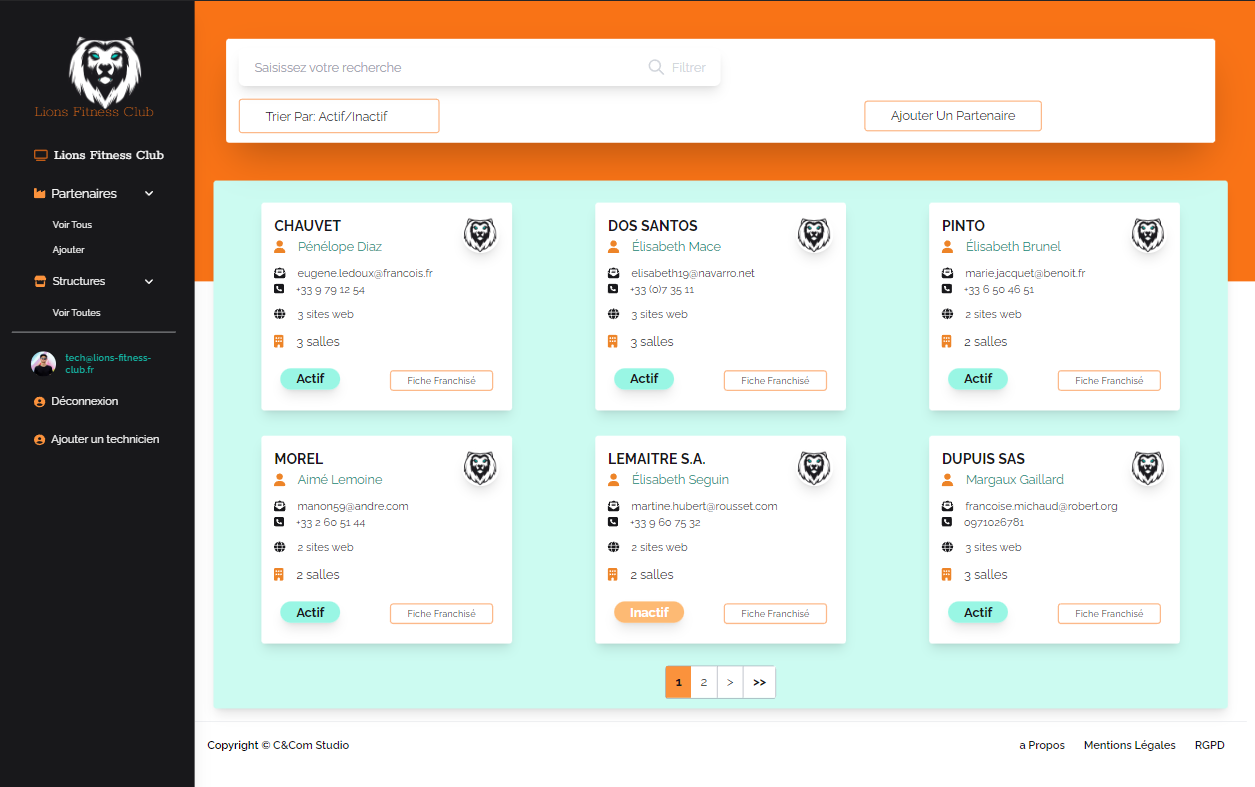 Lions Fitness Club
Lions Fitness Club
Partenaires
Voir Tous
Ajouter
Structures
Voir Toutes
tech@lions-fitness-
club.fr
Déconnexion
Ajouter un technicien
Saisissez votre recherche
Filtrer
Trier Par: Actif/Inactif
Ajouter Un Partenaire
CHAUVET
Pénélope Diaz
eugene.ledoux@francois.fr
+33 9 79 12 54
3 sites web
3 salles
Actif
Fiche Franchisé
DOS SANTOS
Élisabeth Mace
elisabeth19@navarro.net
+33 (0)7 35 11
3 sites web
3 salles
Actif
Fiche Franchisé
PINTO
Élisabeth Brunel
marie.jacquet@benoit.fr
+33 6 50 46 51
2 sites web
2 salles
Actif
Fiche Franchisé
MOREL
Aimé Lemoine
manon59@andre.com
+33 2 60 51 44
2 sites web
2 salles
Actif
Fiche Franchisé
LEMAITRE S.A.
Élisabeth Seguin
martine.hubert@rousset.com
+33 9 60 75 32
2 sites web
2 salles
Inactif
Fiche Franchisé
DUPUIS SAS
Margaux Gaillard
francoise.michaud@robert.org
0971026781
3 sites web
3 salles
Actif
Fiche Franchisé
1 2 > >>
Copyright © C&Com Studio
a Propos Mentions Légales RGPD